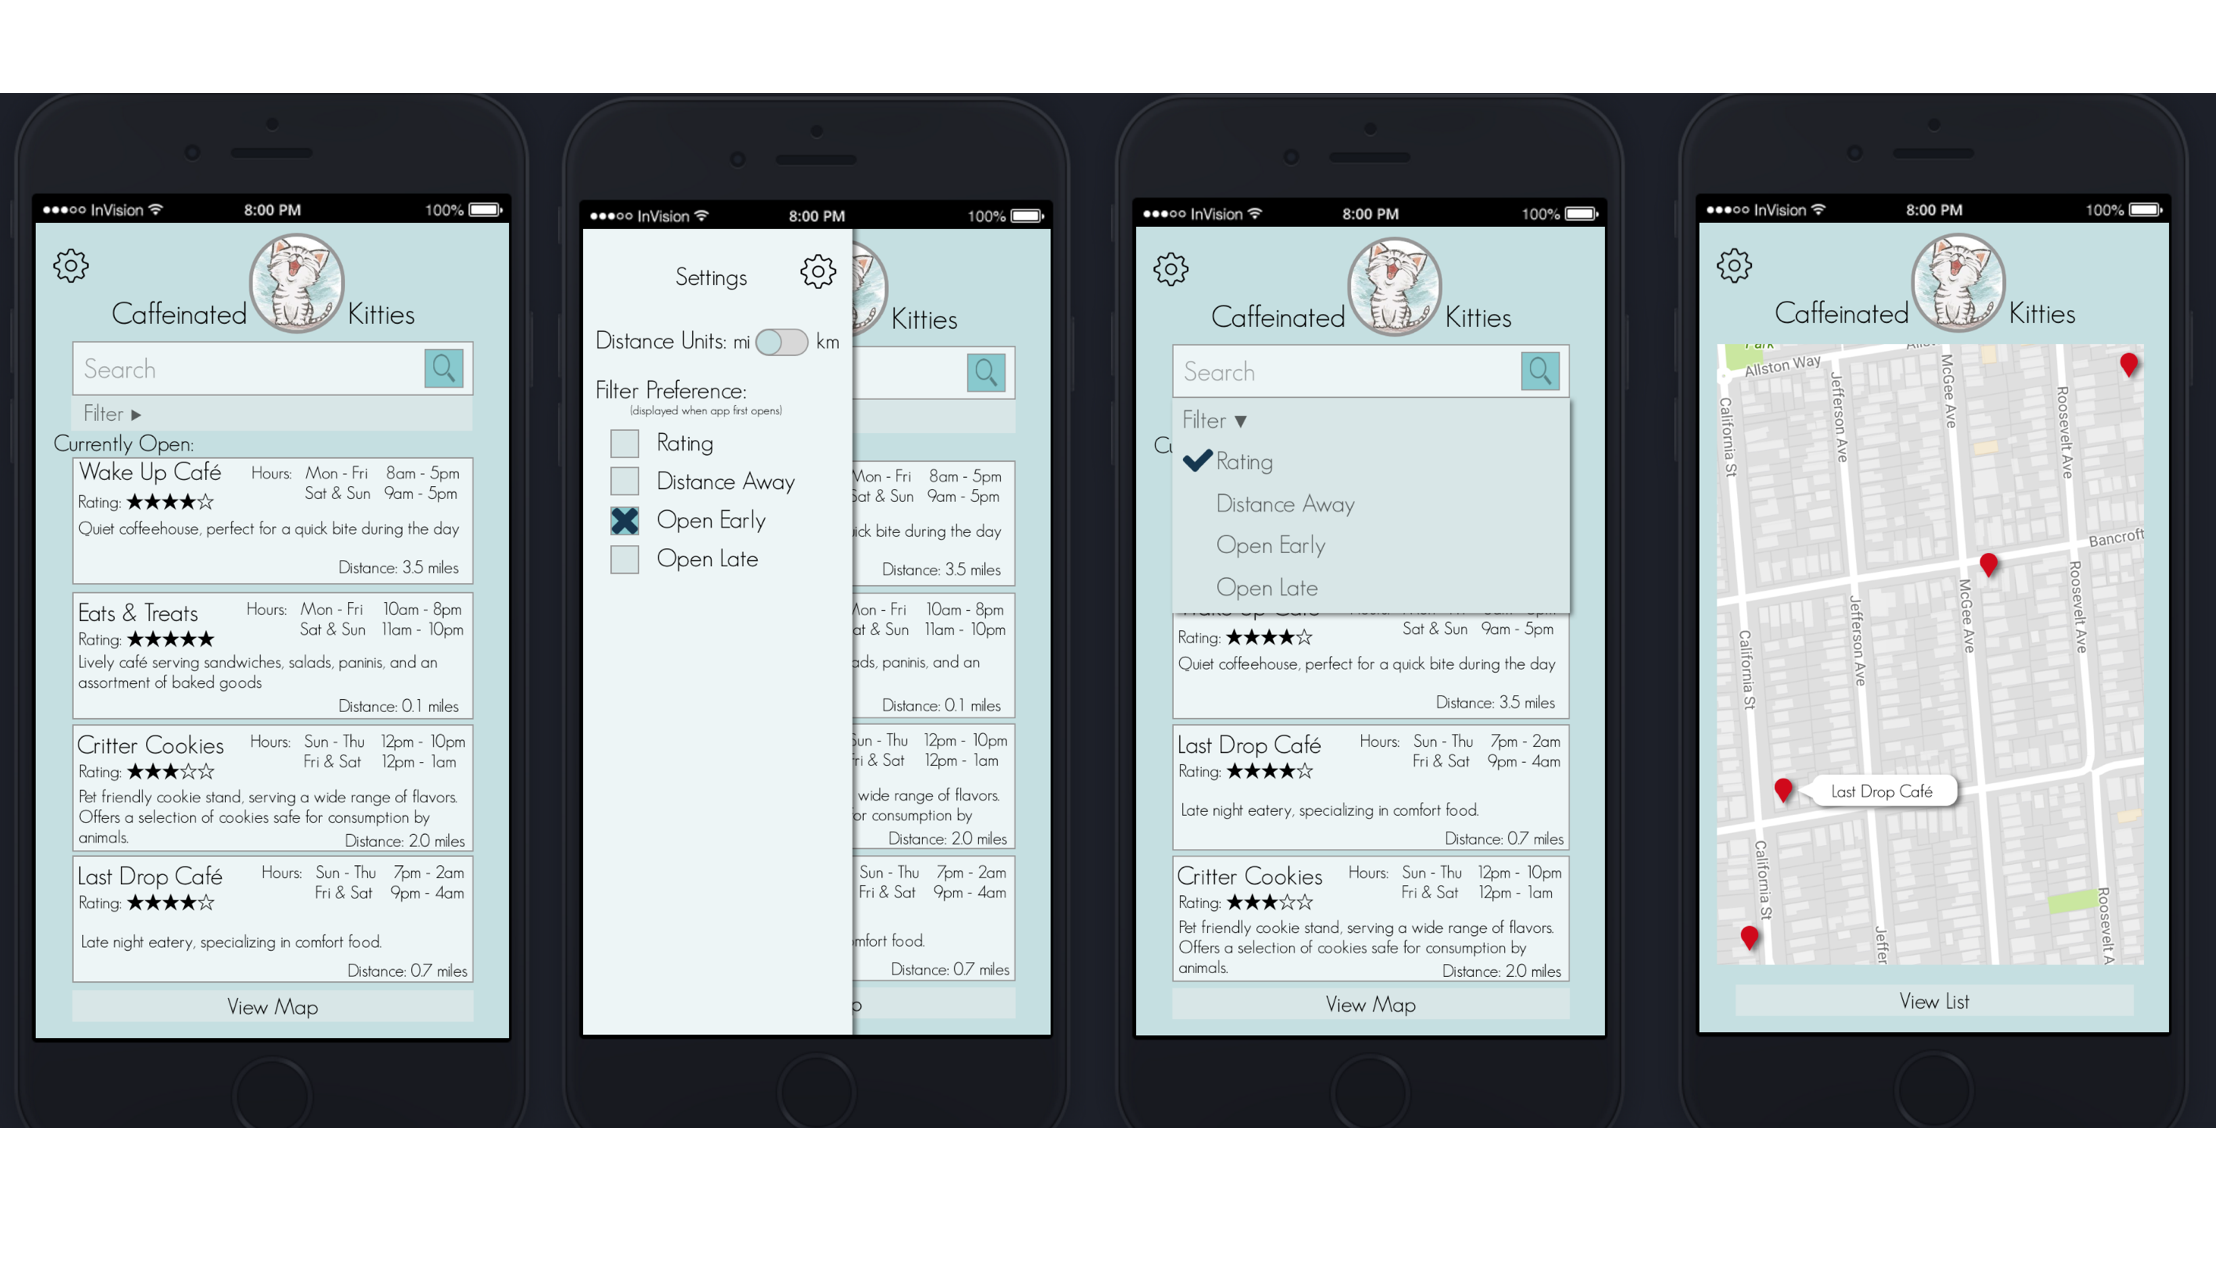 ●●●○○ InVision 8:00 PM 100%
Caffeinated Kitties
Search
Filter ▸
Currently Open:
Wake Up Café Hours: Mon - Fri 8am - 5pm
Rating: ★★★★☆ Sat & Sun 9am - 5pm
Quiet coffeehouse, perfect for a quick bite during the day
Distance: 3.5 miles
Eats & Treats Hours: Mon - Fri 10am - 8pm
Rating: ★★★★★ Sat & Sun 11am - 10pm
Lively café serving sandwiches, salads, paninis, and an
assortment of baked goods
Distance: 0.1 miles
Critter Cookies Hours: Sun - Thu 12pm - 10pm
Rating: ★★★☆☆ Fri & Sat 12pm - 1am
Pet friendly cookie stand, serving a wide range of flavors.
Offers a selection of cookies safe for consumption by
animals. Distance: 2.0 miles
Last Drop Café Hours: Sun - Thu 7pm - 2am
Rating: ★★★★☆ Fri & Sat 9pm - 4am
Late night eatery, specializing in comfort food.
Distance: 0.7 miles
View Map
●●●○○ InVision 8:00 PM 100%
Settings
Distance Units: mi km
Filter Preference:
(displayed when app first opens)
Rating
Distance Away
Open Early
Open Late
Kitties
Mon - Fri 8am - 5pm
Sat & Sun 9am - 5pm
ick bite during the day
Distance: 3.5 miles
Mon - Fri 10am - 8pm
at & Sun 11am - 10pm
ads, paninis, and an
Distance: 0.1 miles
Sun - Thu 12pm - 10pm
ri & Sat 12pm - 1am
wide range of flavors.
or consumption by
Distance: 2.0 miles
Sun - Thu 7pm - 2am
Fri & Sat 9pm - 4am
mfort food.
Distance: 0.7 miles
p
●●●○○ InVision 8:00 PM 100%
Caffeinated Kitties
Search
Filter ▾
Cu
Rating
Distance Away
Open Early
Open Late
Wake Up Café
Rating: ★★★★☆ Sat & Sun 9am - 5pm
Quiet coffeehouse, perfect for a quick bite during the day
Distance: 3.5 miles
Last Drop Café Hours: Sun - Thu 7pm - 2am
Rating: ★★★★☆ Fri & Sat 9pm - 4am
Late night eatery, specializing in comfort food.
Distance: 0.7 miles
Critter Cookies Hours: Sun - Thu 12pm - 10pm
Rating: ★★★☆☆ Fri & Sat 12pm - 1am
Pet friendly cookie stand, serving a wide range of flavors.
Offers a selection of cookies safe for consumption by
animals. Distance: 2.0 miles
View Map
●●●○○ InVision 8:00 PM 100%
Caffeinated Kitties
Park
Allston Way
Allst
California St
Jefferson Ave
McGee Ave
Roosevelt Ave
Bancroft
California St
Jefferson Ave
McGee Ave
Roosevelt Ave
Last Drop Café
California St
Jeffer
Roosevelt A
View List